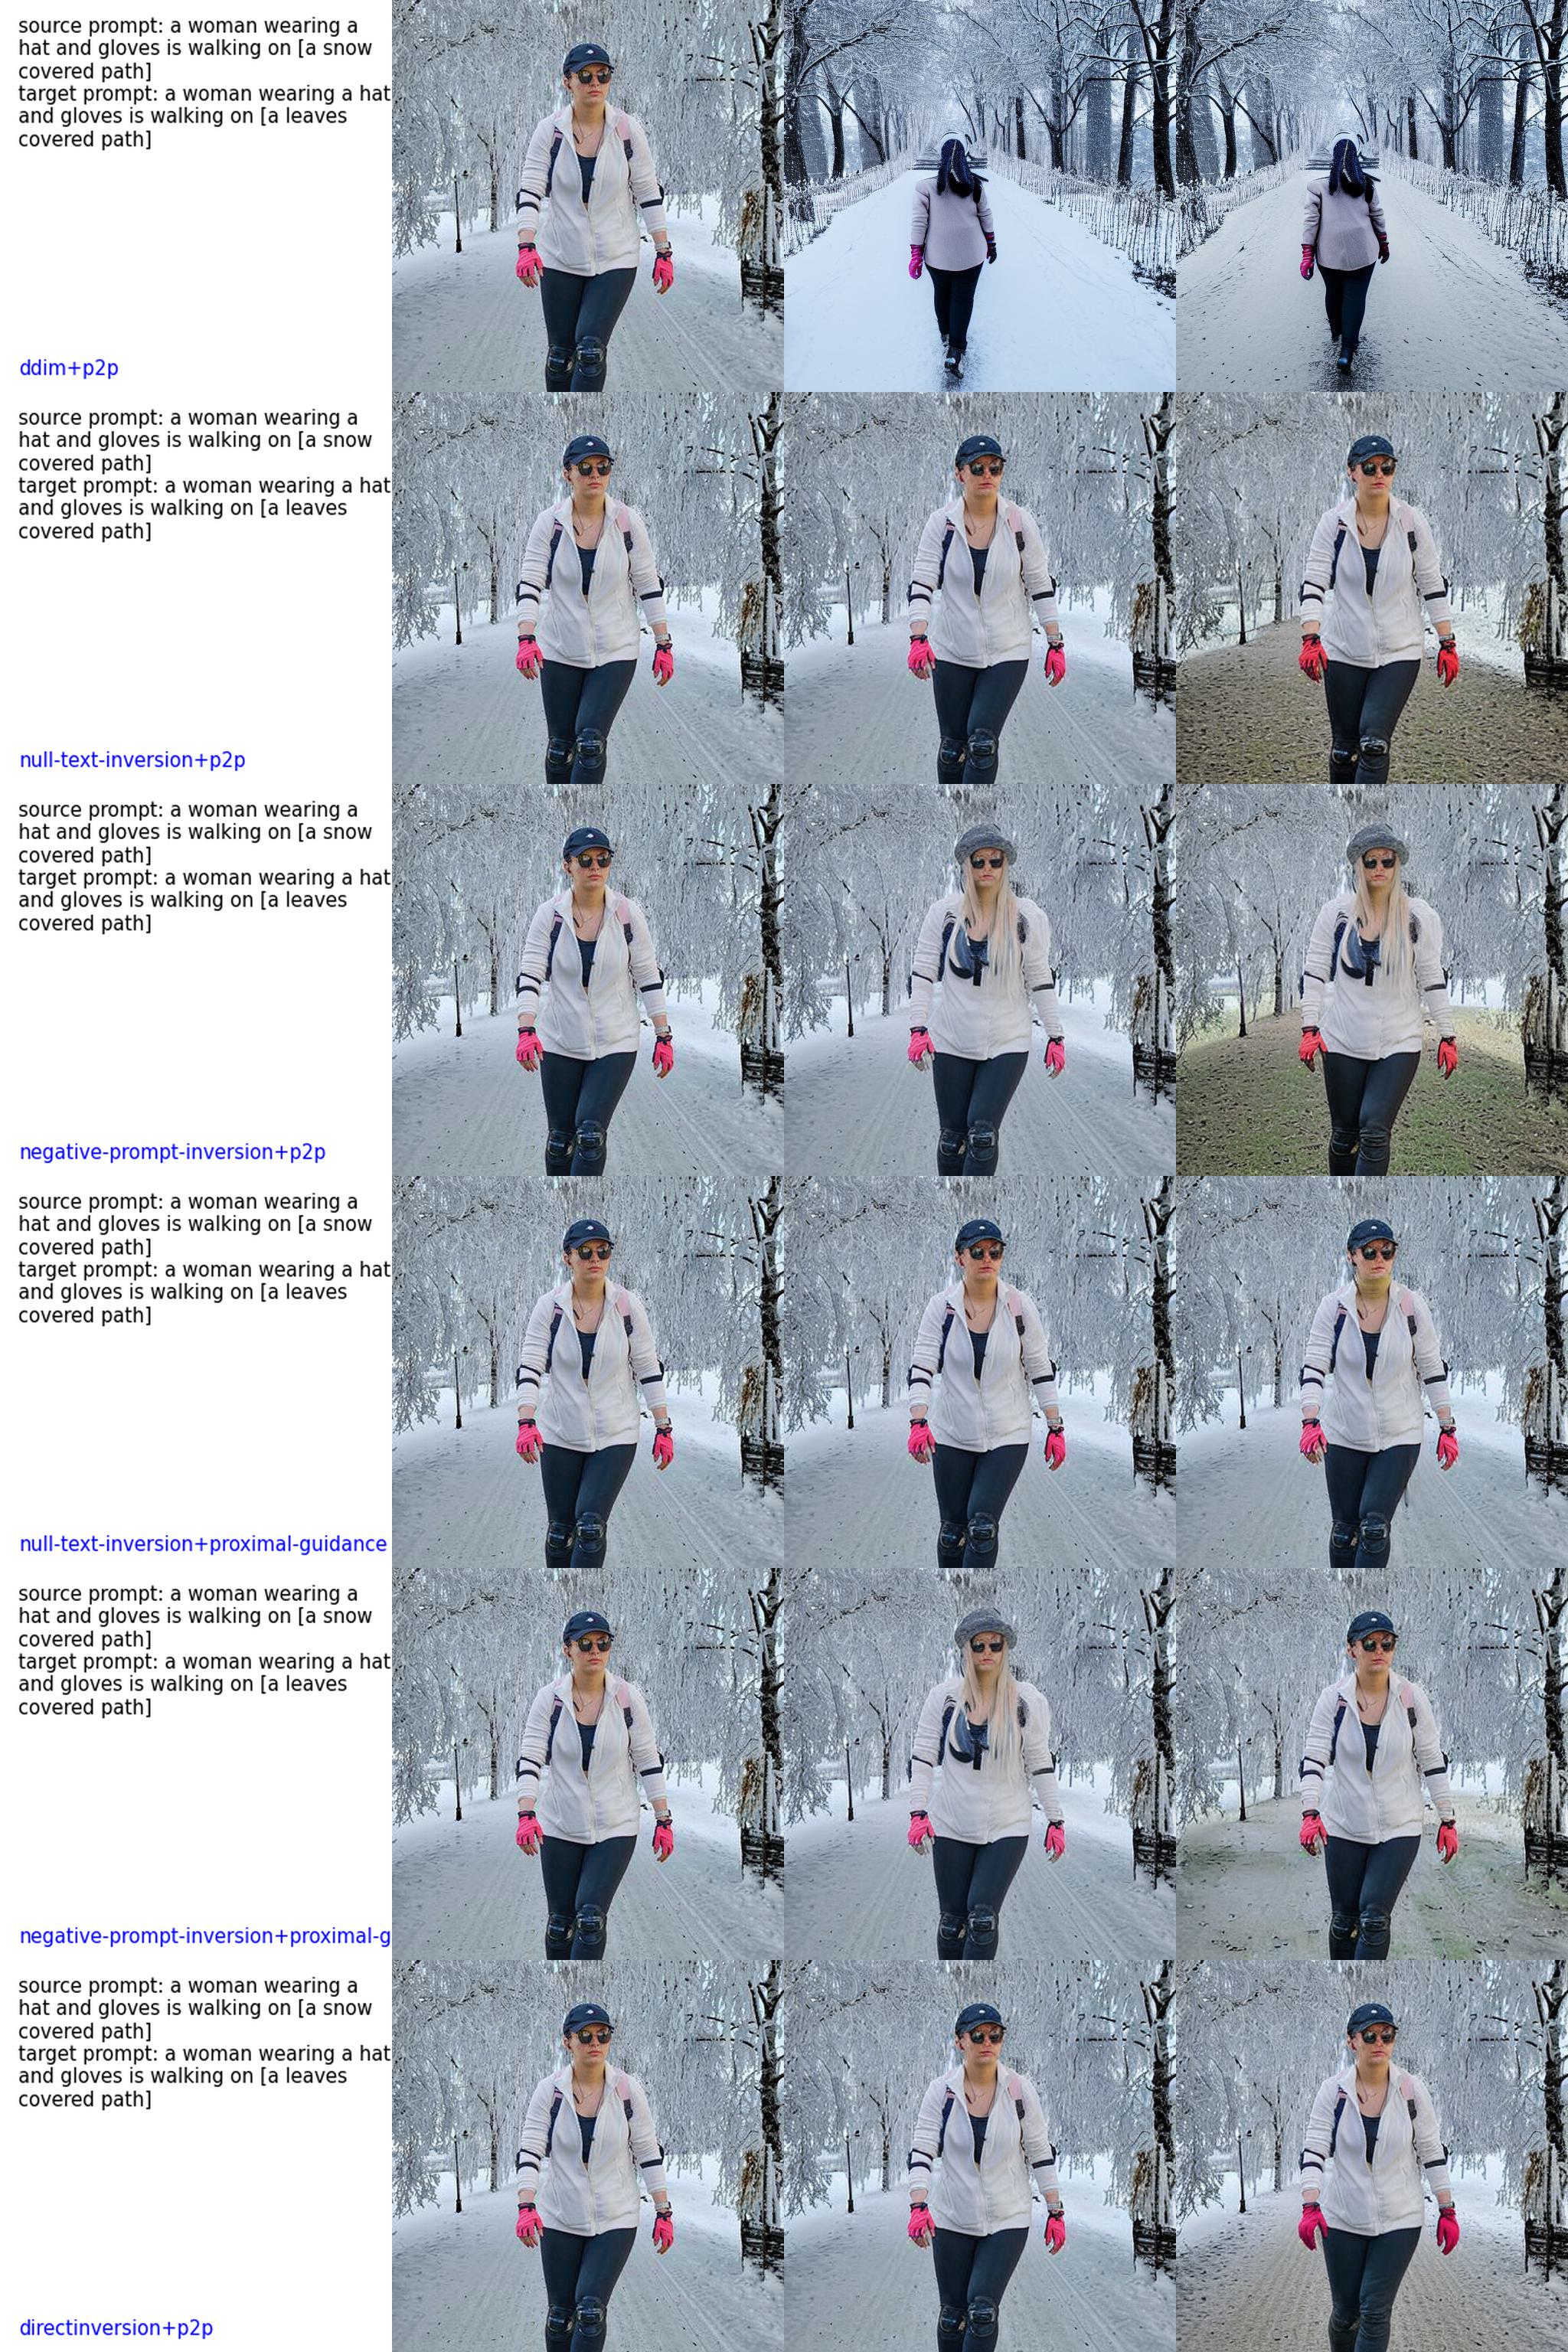 source prompt: a woman wearing a
hat and gloves is walking on [a snow
covered path]
target prompt: a woman wearing a hat
and gloves is walking on [a leaves
covered path]
ddim+p2p
source prompt: a woman wearing a
hat and gloves is walking on [a snow
covered path]
target prompt: a woman wearing a hat
and gloves is walking on [a leaves
covered path]
null-text-inversion+p2p
source prompt: a woman wearing a
hat and gloves is walking on [a snow
covered path]
target prompt: a woman wearing a hat
and gloves is walking on [a leaves
covered path]
negative-prompt-inversion+p2p
source prompt: a woman wearing a
hat and gloves is walking on [a snow
covered path]
target prompt: a woman wearing a hat
and gloves is walking on [a leaves
covered path]
null-text-inversion+proximal-guidance
source prompt: a woman wearing a
hat and gloves is walking on [a snow
covered path]
target prompt: a woman wearing a hat
and gloves is walking on [a leaves
covered path]
negative-prompt-inversion+proximal-g
source prompt: a woman wearing a
hat and gloves is walking on [a snow
covered path]
target prompt: a woman wearing a hat
and gloves is walking on [a leaves
covered path]
directinversion+p2p